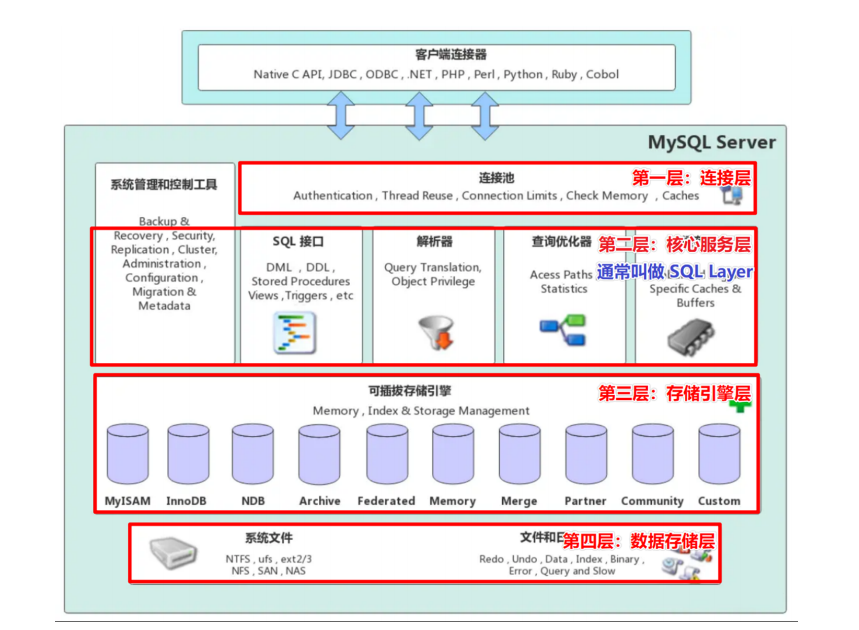 客户端连接器
Native C API, JDBC , ODBC , .NET , PHP , Perl , Python , Ruby , Cobol
MySQL Server
系统管理和控制工具
Backup &
Recovery , Security,
Replication , Cluster,
Administration ,
Configuration ,
Migration &
Metadata
连接池
第一层：连接层
Authentication , Thread Reuse , Connection Limits , Check Memory , Caches
SQL 接口
DML , DDL ,
Stored Procedures
Views ,Triggers , etc
解析器
Query Translation,
Object Privilege
查询优化器
Acess Paths
Statistics
第二层：核心服务层
通常叫做 SQL Layer
Specific Caches &
Buffers
可插拔存储引擎
第三层：存储引擎层
Memory , Index & Storage Management
MyISAM InnoDB NDB Archive Federated Memory Merge Partner Community Custom
系统文件
NTFS , ufs , ext2/3
NFS , SAN , NAS
文件和
第四层：数据存储层
Redo , Undo , Data , Index , Binary ,
Error , Query and Slow